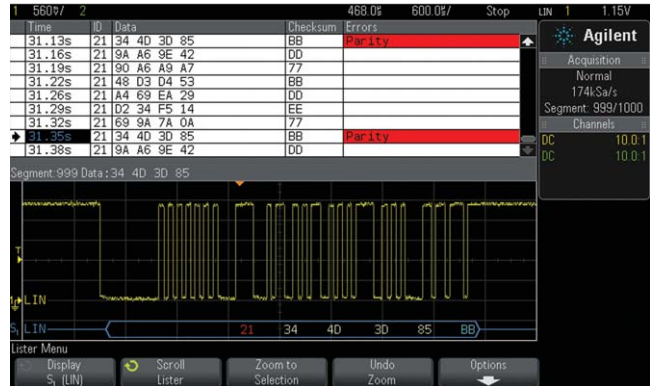 1 560▽/ 2 468.0▽ 600.0▽/ Stop LIN 1 1.15V
Time ID Data Checksum Errors
31.13s 21 34 4D 3D 85 BB Parity
31.16s 21 9A A6 9E 42 DD
31.19s 21 90 A6 A9 A7 77
31.22s 21 48 D3 D4 53 BB
31.26s 21 A4 69 EA 29 DD
31.29s 21 D2 34 F5 14 EE
31.32s 21 69 9A 7A 0A 77
31.35s 21 34 4D 3D 85 BB Parity
31.38s 21 9A A6 9E 42 DD
Agilent
Acquisition
Normal
174kSa/s
Segment: 999/1000
Channels
DC 10.0:1
DC 10.0:1
Segment:999 Data:34 4D 3D 85
T
LIN
S1 LIN 21 34 4D 3D 85 BB
Lister Menu
Display
S1 (LIN)
Scroll
Lister
Zoom to
Selection
Undo
Zoom
Options